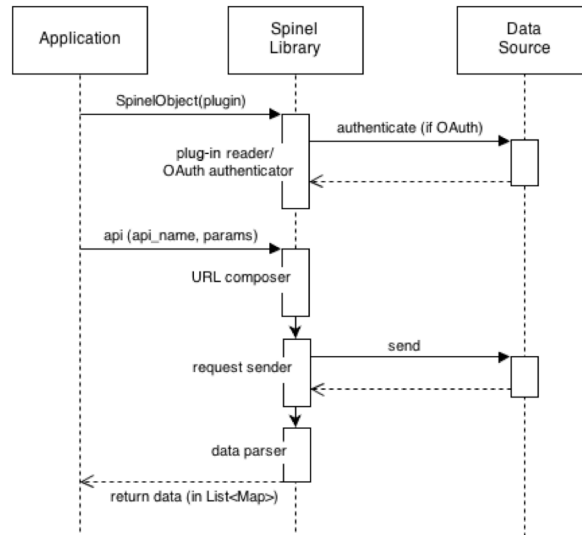 Application
Spinel
Library
Data
Source
SpinelObject(plugin)
authenticate (if OAuth)
plug-in reader/
OAuth authenticator
api (api_name, params)
URL composer
send
request sender
data parser
return data (in List<Map>)